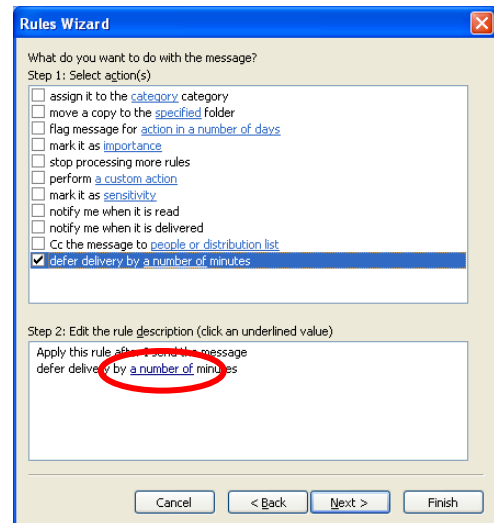 Rules Wizard
What do you want to do with the message?
Step 1: Select action(s)
assign it to the category category
move a copy to the specified folder
flag message for action in a number of days
mark it as importance
stop processing more rules
perform a custom action
mark it as sensitivity
notify me when it is read
notify me when it is delivered
Cc the message to people or distribution list
defer delivery by a number of minutes
Step 2: Edit the rule description (click an underlined value)
Apply this rule after I send the message
defer delivery by a number of minutes
Cancel < Back Next > Finish